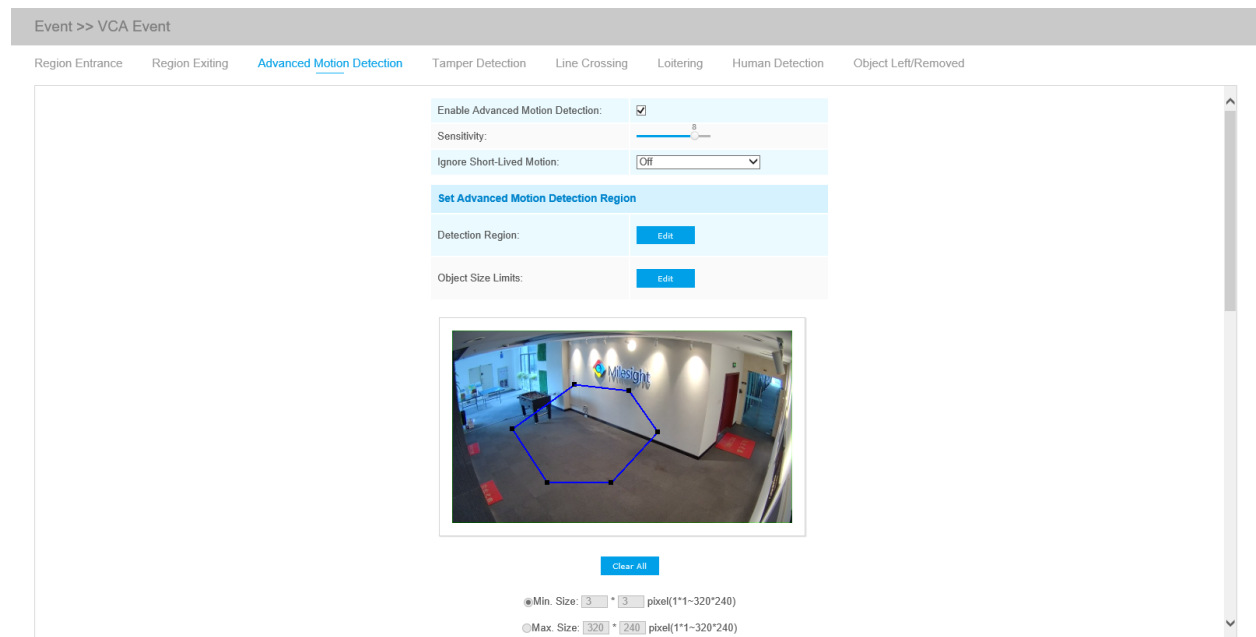 Event >> VCA Event
Region Entrance Region Exiting Advanced Motion Detection Tamper Detection Line Crossing Loitering Human Detection Object Left/Removed
Enable Advanced Motion Detection:
Sensitivity: 8
Ignore Short-Lived Motion: Off
Set Advanced Motion Detection Region
Detection Region: Edit
Object Size Limits: Edit
Milesight
Clear All
Min. Size: 3 * 3 pixel(1*1~320*240)
Max. Size: 320 * 240 pixel(1*1~320*240)